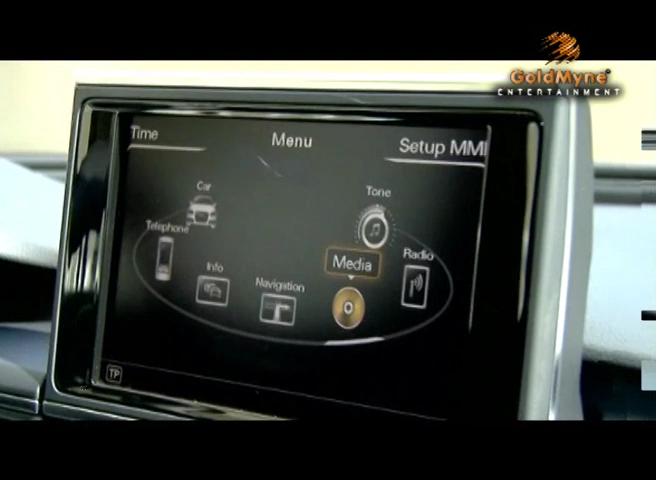 GoldMyne
ENTERTAINMENT
Time
Menu
Setup MMI
Car
Tone
Telephone
Info
Navigation
Media
Radio
TP